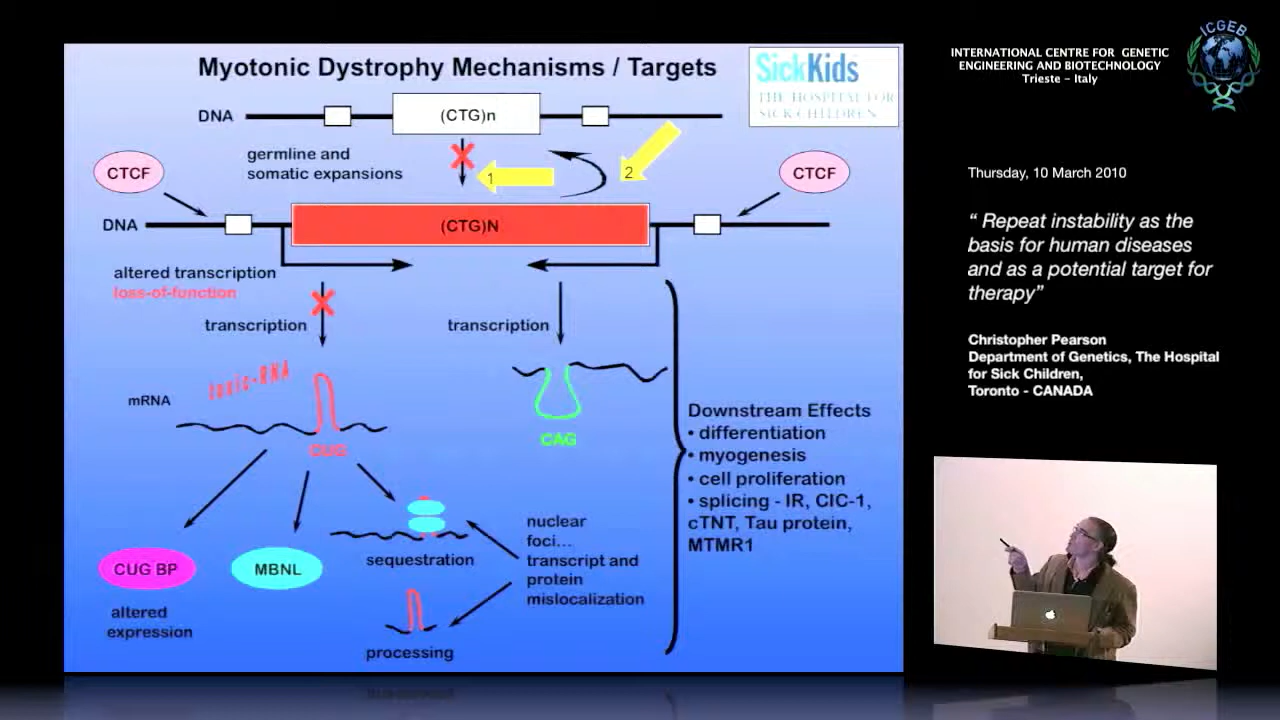 Myotonic Dystrophy Mechanisms / Targets
SickKids
THE HOSPITAL FOR
SICK CHILDREN
DNA
(CTG)n
germline and
somatic expansions
1
2
CTCF
CTCF
DNA
(CTG)N
altered transcription
loss-of-function
transcription
transcription
toxic-RNA
mRNA
CUG
CAG
Downstream Effects
• differentiation
• myogenesis
• cell proliferation
• splicing - IR, ClC-1,
cTNT, Tau protein,
MTMR1
nuclear
foci...
transcript and
protein
mislocalization
sequestration
CUG BP
MBNL
altered
expression
processing
INTERNATIONAL CENTRE FOR GENETIC
ENGINEERING AND BIOTECHNOLOGY
Trieste - Italy
ICGEB
Thursday, 10 March 2010
“ Repeat instability as the
basis for human diseases
and as a potential target for
therapy”
Christopher Pearson
Department of Genetics, The Hospital
for Sick Children,
Toronto - CANADA